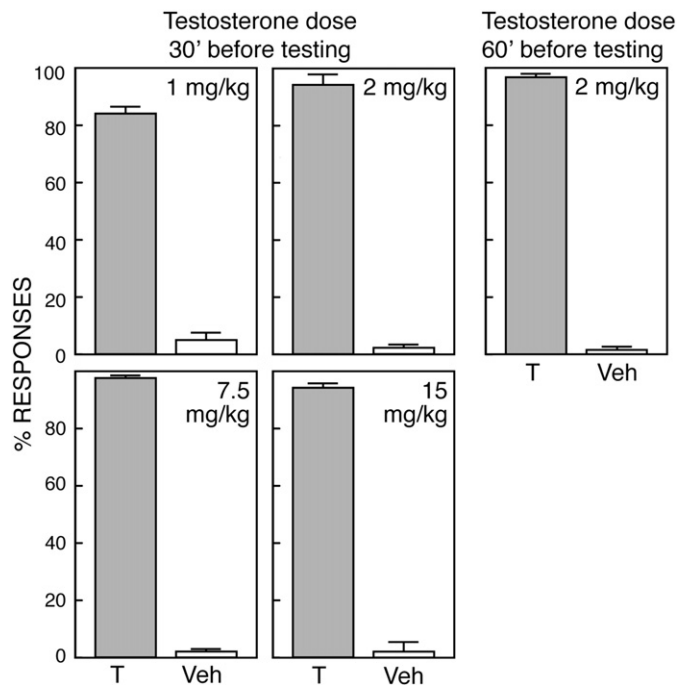 Testosterone dose
30’ before testing
Testosterone dose
60’ before testing
% RESPONSES
100
80
60
40
20
0
1 mg/kg
2 mg/kg
2 mg/kg
T
Veh
80
60
40
20
0
7.5
mg/kg
15
mg/kg
T
Veh
T
Veh